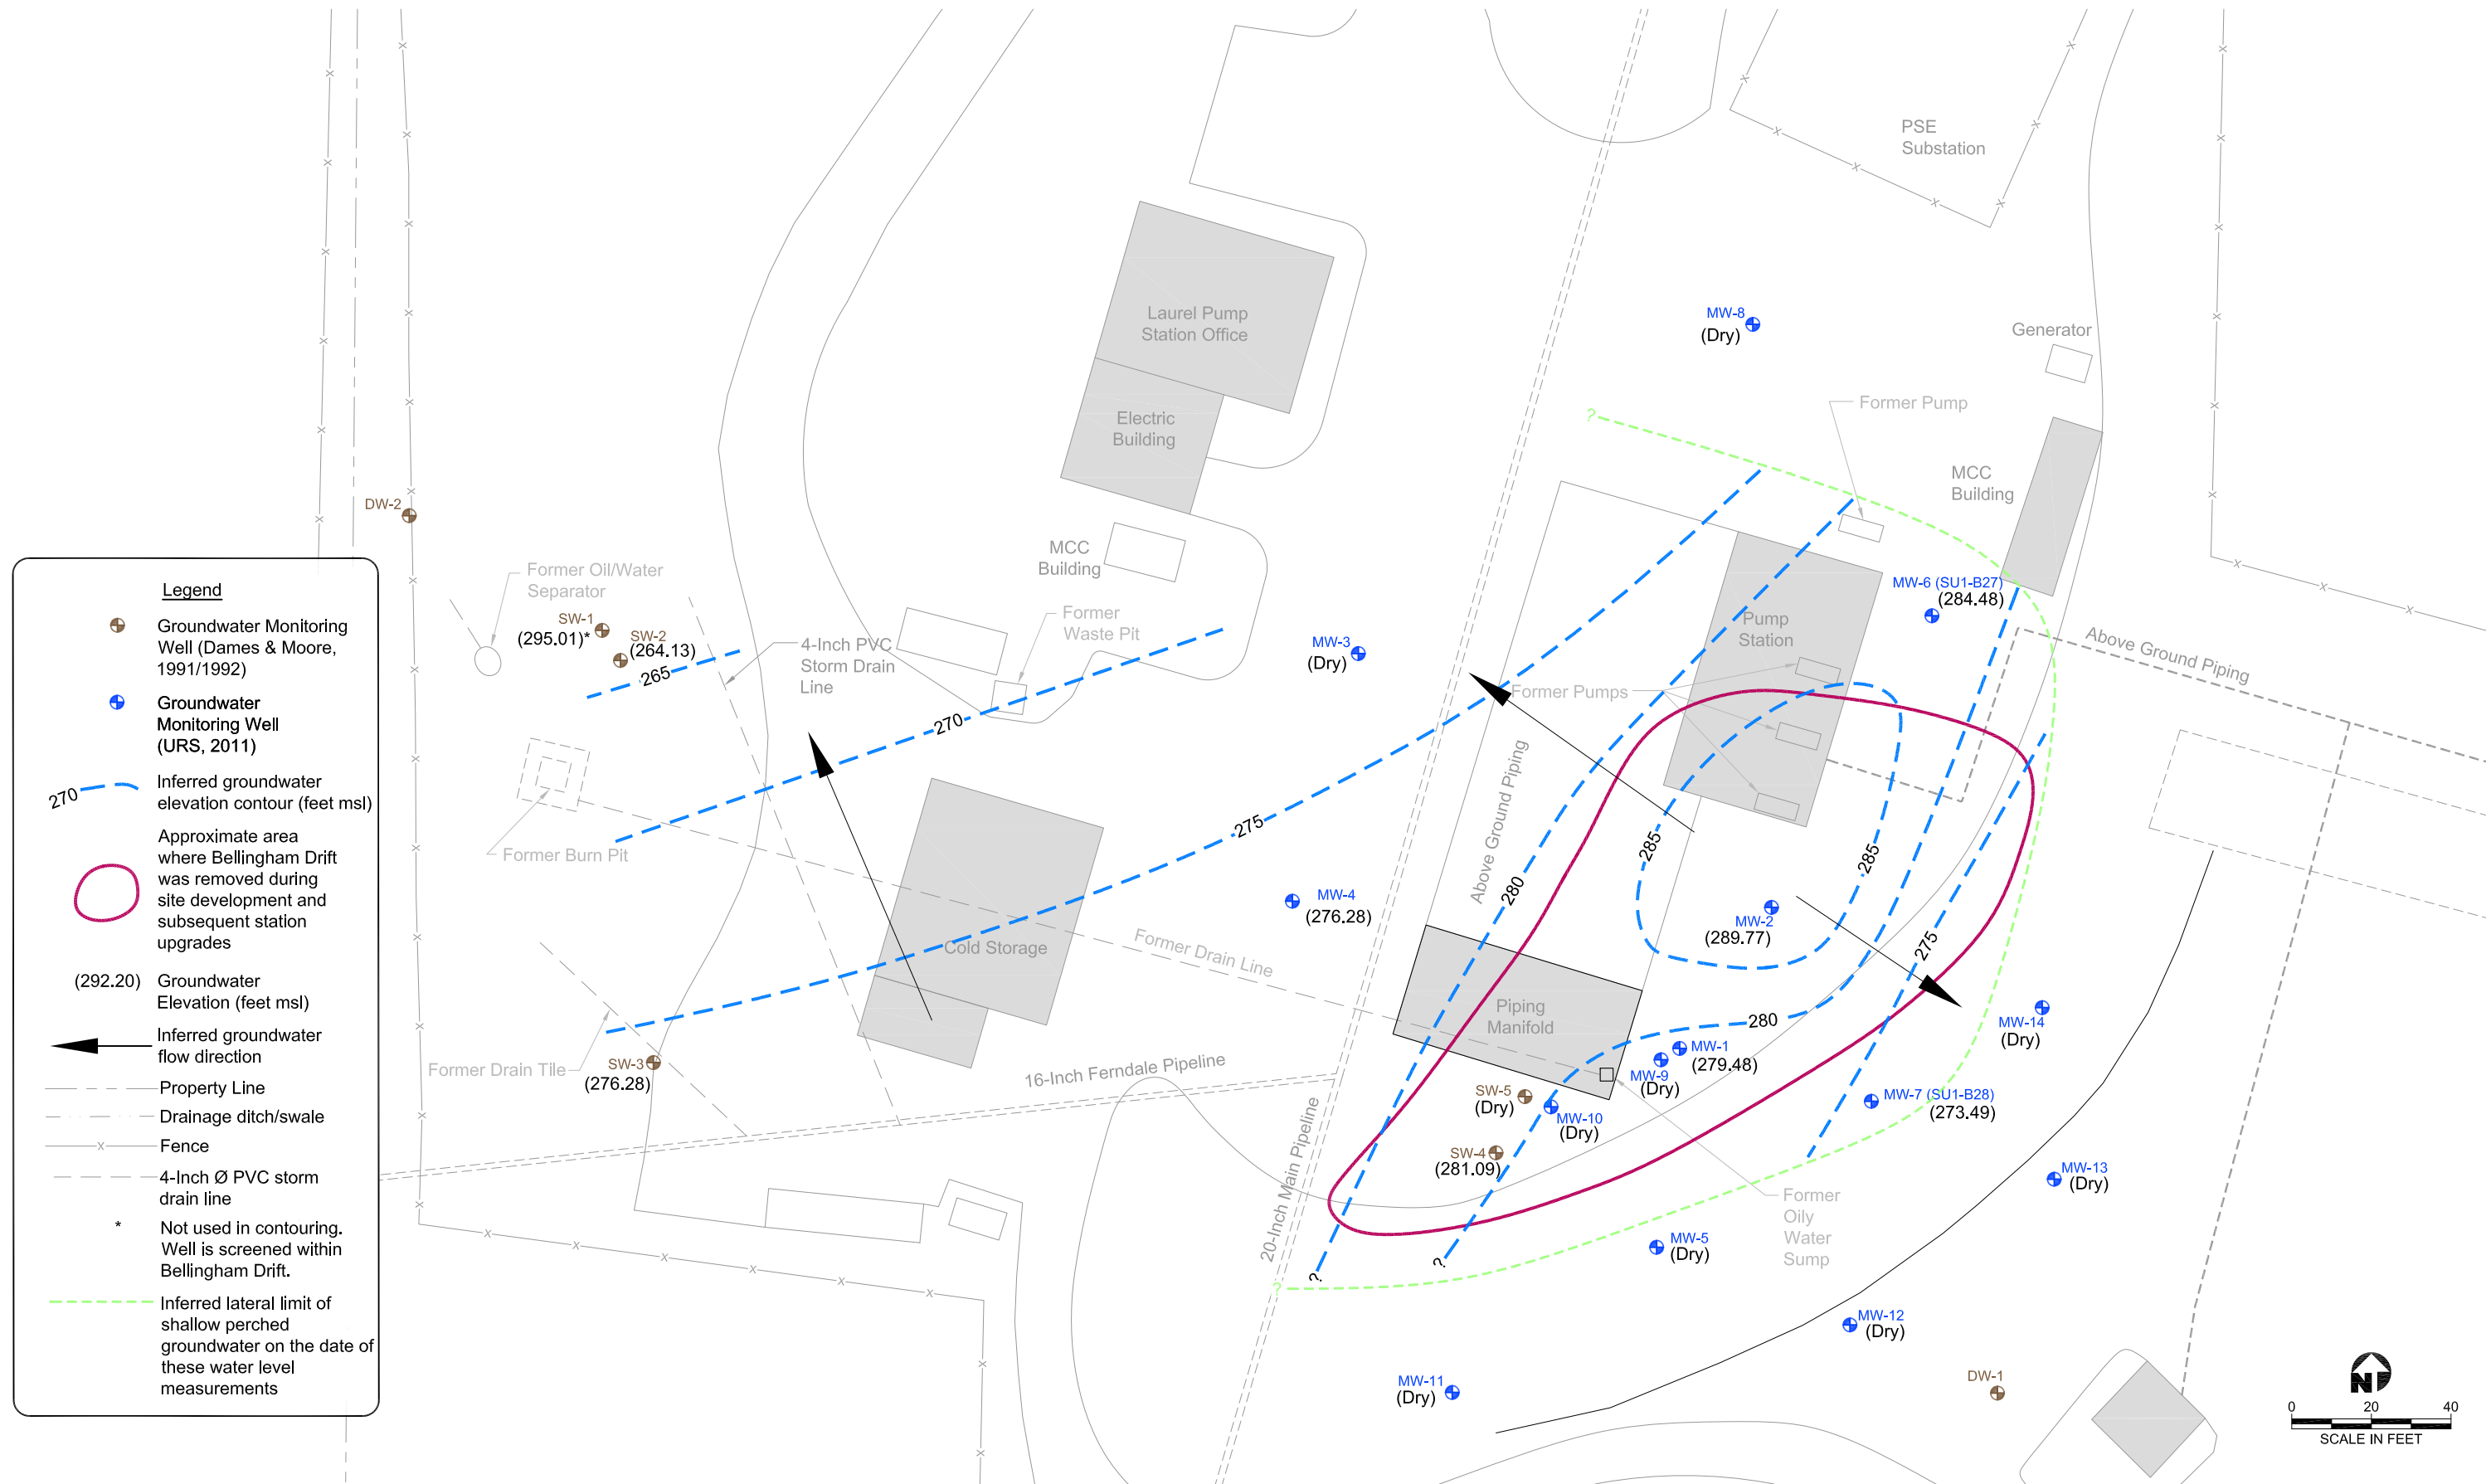 PSE
Substation
MW-8
(Dry)
Generator
Laurel Pump
Station Office
Former Pump
Electric
Building
MCC
Building
?
DW-2
MCC
Building
Former Oil/Water
Separator
SW-1
(295.01)*
SW-2
(264.13)
265
4-Inch PVC
Storm Drain
Line
Former
Waste Pit
MW-3
(Dry)
MW-6 (SU1-B27)
(284.48)
Pump
Station
Above Ground Piping
Former Pumps
270
275
Above Ground Piping
280
285
285
275
Former Burn Pit
MW-4
(276.28)
MW-2
(289.77)
Cold Storage
Former Drain Line
Piping
Manifold
280
MW-14
(Dry)
MW-1
(279.48)
MW-9
(Dry)
SW-3
(276.28)
Former Drain Tile
16-Inch Ferndale Pipeline
SW-5
(Dry)
MW-10
(Dry)
MW-7 (SU1-B28)
(273.49)
SW-4
(281.09)
20-Inch Main Pipeline
MW-13
(Dry)
Former
Oily
Water
Sump
MW-5
(Dry)
?
?
?
MW-12
(Dry)
MW-11
(Dry)
DW-1
Legend
Groundwater Monitoring
Well (Dames & Moore,
1991/1992)
Groundwater
Monitoring Well
(URS, 2011)
270
Inferred groundwater
elevation contour (feet msl)
Approximate area
where Bellingham Drift
was removed during
site development and
subsequent station
upgrades
(292.20) Groundwater
Elevation (feet msl)
Inferred groundwater
flow direction
Property Line
Drainage ditch/swale
x Fence
4-Inch Ø PVC storm
drain line
* Not used in contouring.
Well is screened within
Bellingham Drift.
Inferred lateral limit of
shallow perched
groundwater on the date of
these water level
measurements
N
0 20 40
SCALE IN FEET